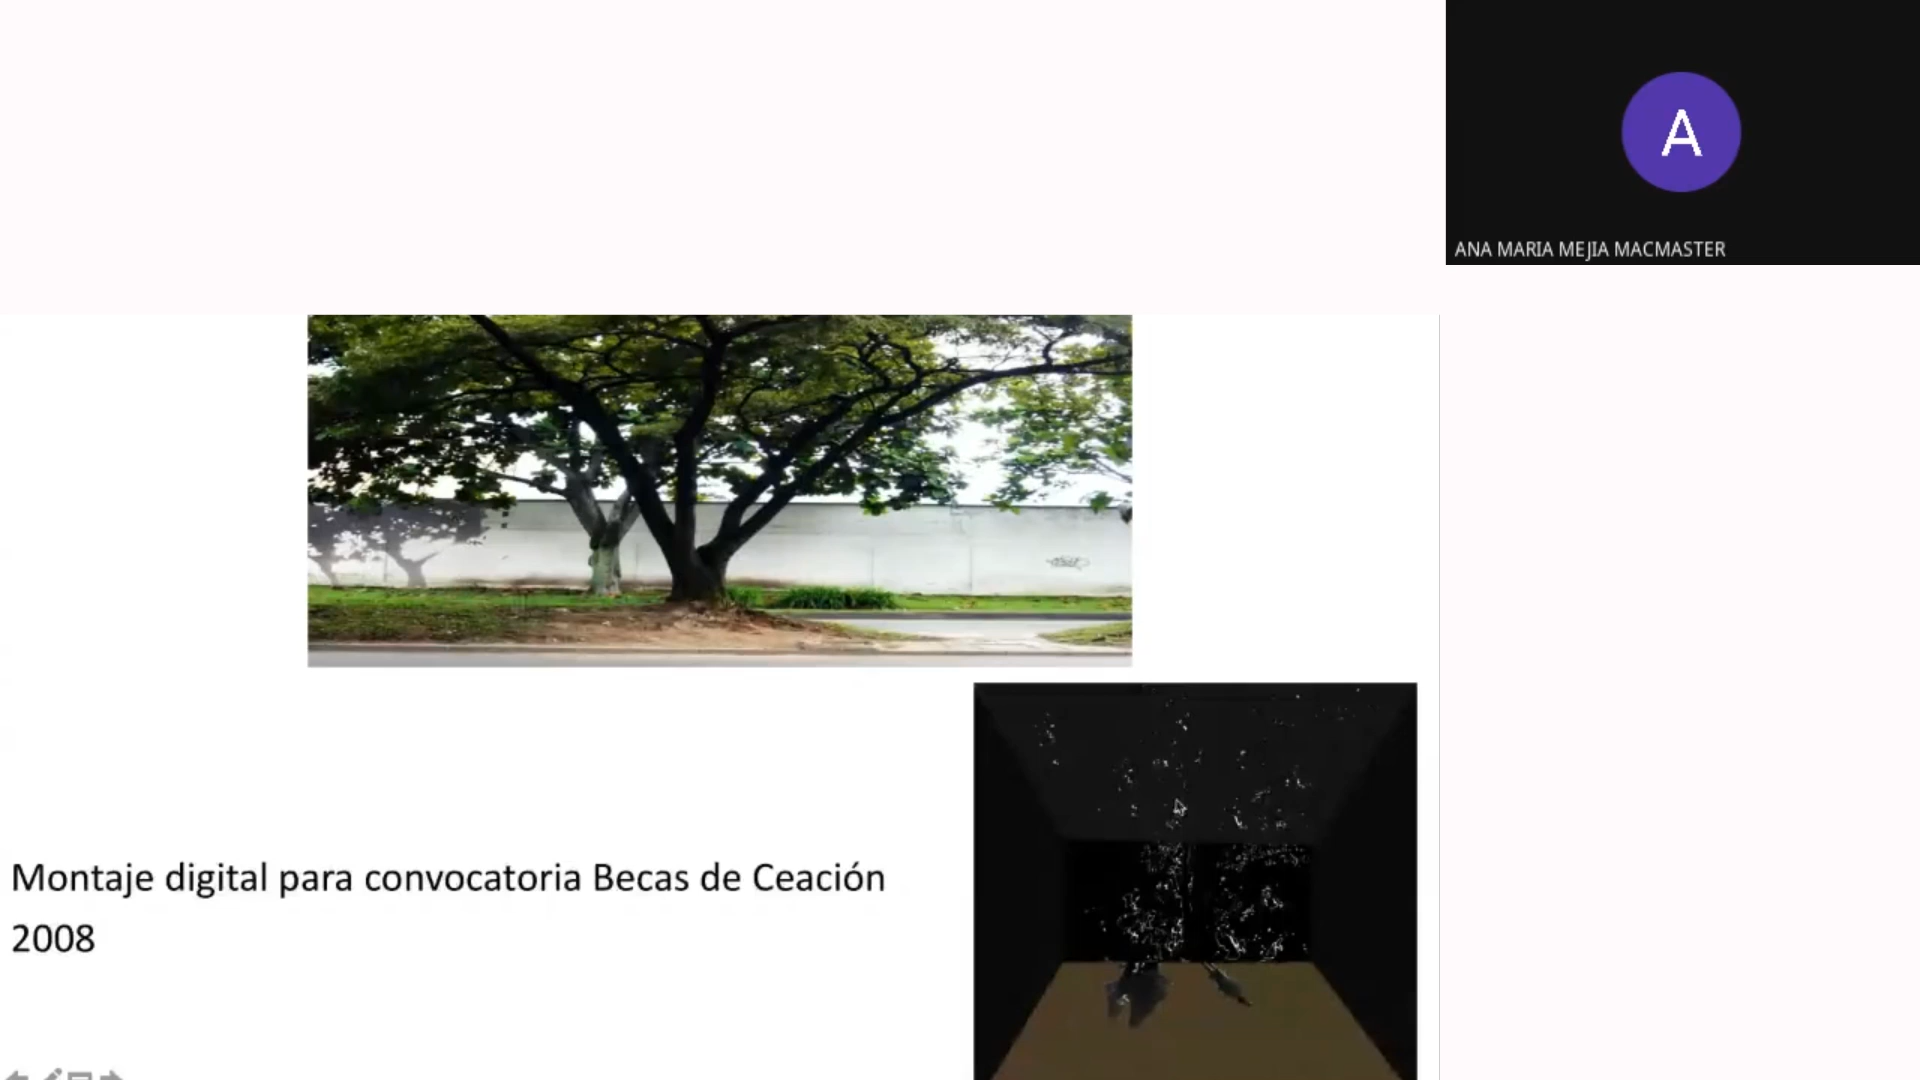 A
ANA MARIA MEJIA MACMASTER
Montaje digital para convocatoria Becas de Ceación
2008